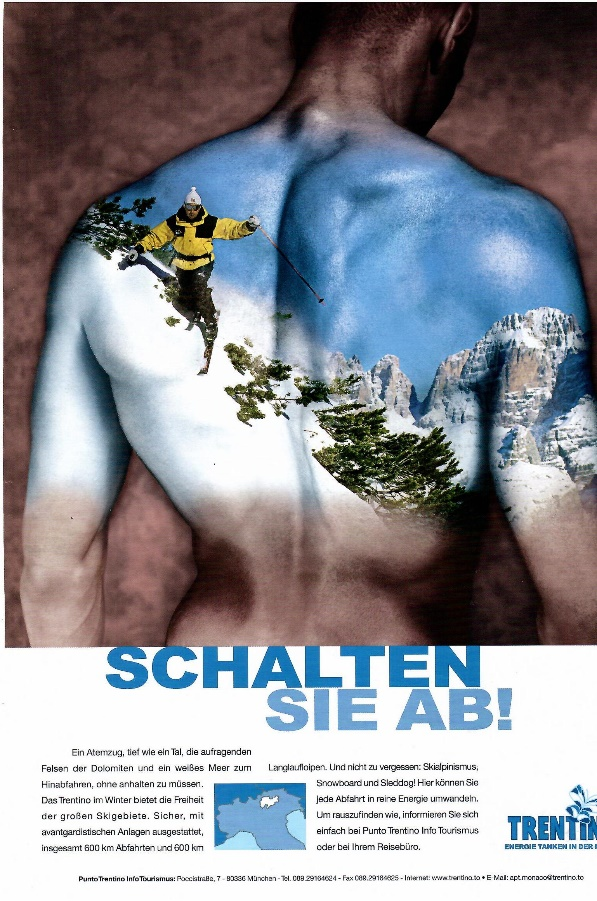 SCHALTEN
SIE AB!
Ein Atemzug, tief wie ein Tal, die aufragenden
Felsen der Dolomiten und ein weißes Meer zum
Hinabfahren, ohne anhalten zu müssen.
Das Trentino im Winter bietet die Freiheit
der großen Skigebiete. Sicher, mit
avantgardistischen Anlagen ausgestattet,
insgesamt 600 km Abfahrten und 600 km
Langlaufloipen. Und nicht zu vergessen: Skialpinismus,
Snowboard und Sleddog! Hier können Sie
jede Abfahrt in reine Energie umwandeln.
Um rauszufinden wie, informieren Sie sich
einfach bei Punto Trentino Info Tourismus
oder bei Ihrem Reisebüro.
TRENTIN
ENERGIE TANKEN IN DER
Punto Trentino Info Tourismus: Poccistraße, 7 - 80336 München - Tel. 089.29164624 - Fax 089.29164625 - Internet: www.trentino.to • E-Mail: apt.monaco@trentino.to